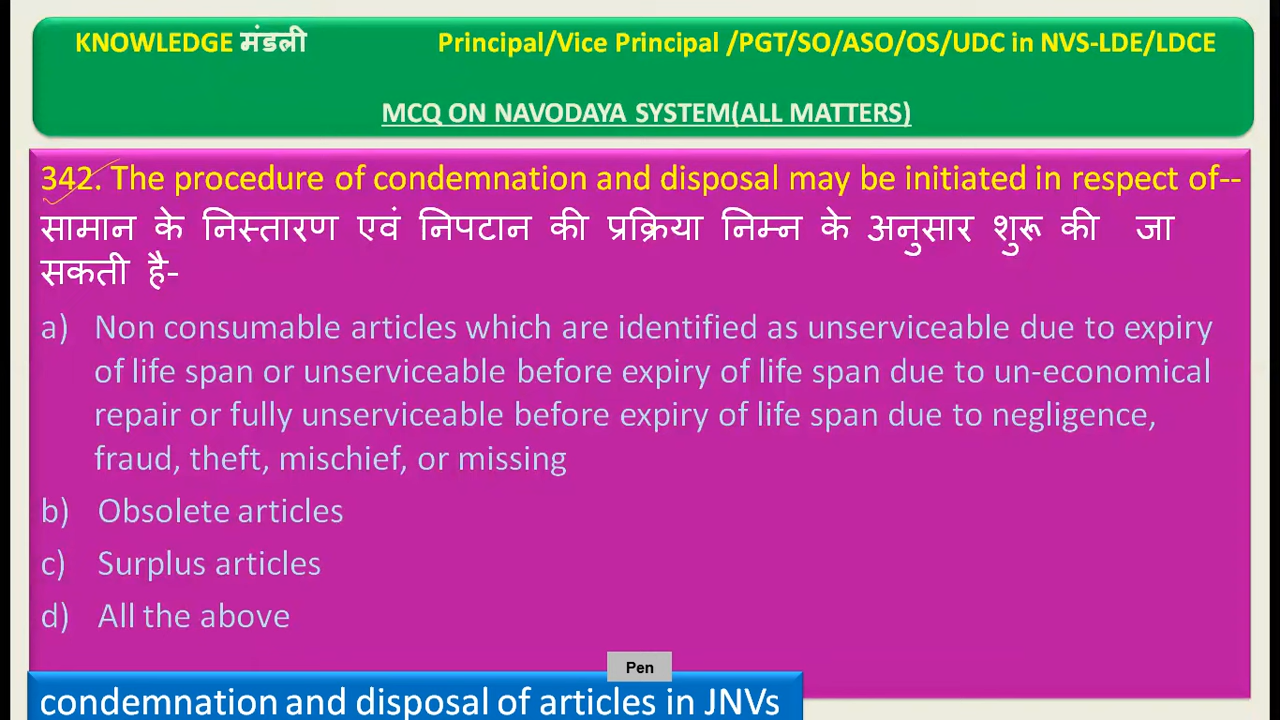 KNOWLEDGE मंडली Principal/Vice Principal /PGT/SO/ASO/OS/UDC in NVS-LDE/LDCE
MCQ ON NAVODAYA SYSTEM(ALL MATTERS)
342. The procedure of condemnation and disposal may be initiated in respect of--
सामान के निस्तारण एवं निपटान की प्रक्रिया निम्न के अनुसार शुरू की जा
सकती है-
a) Non consumable articles which are identified as unserviceable due to expiry
of life span or unserviceable before expiry of life span due to un-economical
repair or fully unserviceable before expiry of life span due to negligence,
fraud, theft, mischief, or missing
b) Obsolete articles
c) Surplus articles
d) All the above
Pen
condemnation and disposal of articles in JNVs